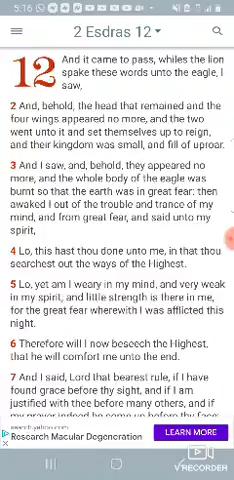 5:16
2 Esdras 12
12 And it came to pass, whiles the lion
spake these words unto the eagle, I
saw,
2 And, behold, the head that remained and the
four wings appeared no more, and the two
went unto it and set themselves up to reign,
and their kingdom was small, and fill of uproar.
3 And I saw, and, behold, they appeared no
more, and the whole body of the eagle was
burnt so that the earth was in great fear: then
awaked I out of the trouble and trance of my
mind, and from great fear, and said unto my
spirit,
4 Lo, this hast thou done unto me, in that thou
searchest out the ways of the Highest.
5 Lo, yet am I weary in my mind, and very weak
in my spirit, and little strength is there in me,
for the great fear wherewith I was afflicted this
night.
6 Therefore will I now beseech the Highest,
that he will comfort me unto the end.
7 And I said, Lord that bearest rule, if I have
found grace before thy sight, and if I am
justified with thee before many others, and if
my prayer indeed be come up before thy face;
Research Macular Degeneration
LEARN MORE
RECORDER